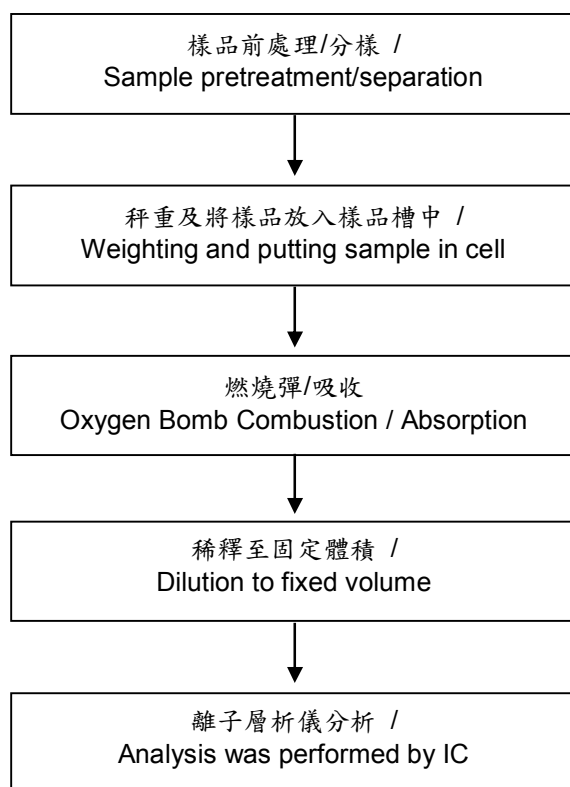 樣品前處理/分樣 /
Sample pretreatment/separation
秤重及將樣品放入樣品槽中 /
Weighting and putting sample in cell
燃燒彈/吸收
Oxygen Bomb Combustion / Absorption
稀釋至固定體積 /
Dilution to fixed volume
離子層析儀分析 /
Analysis was performed by IC